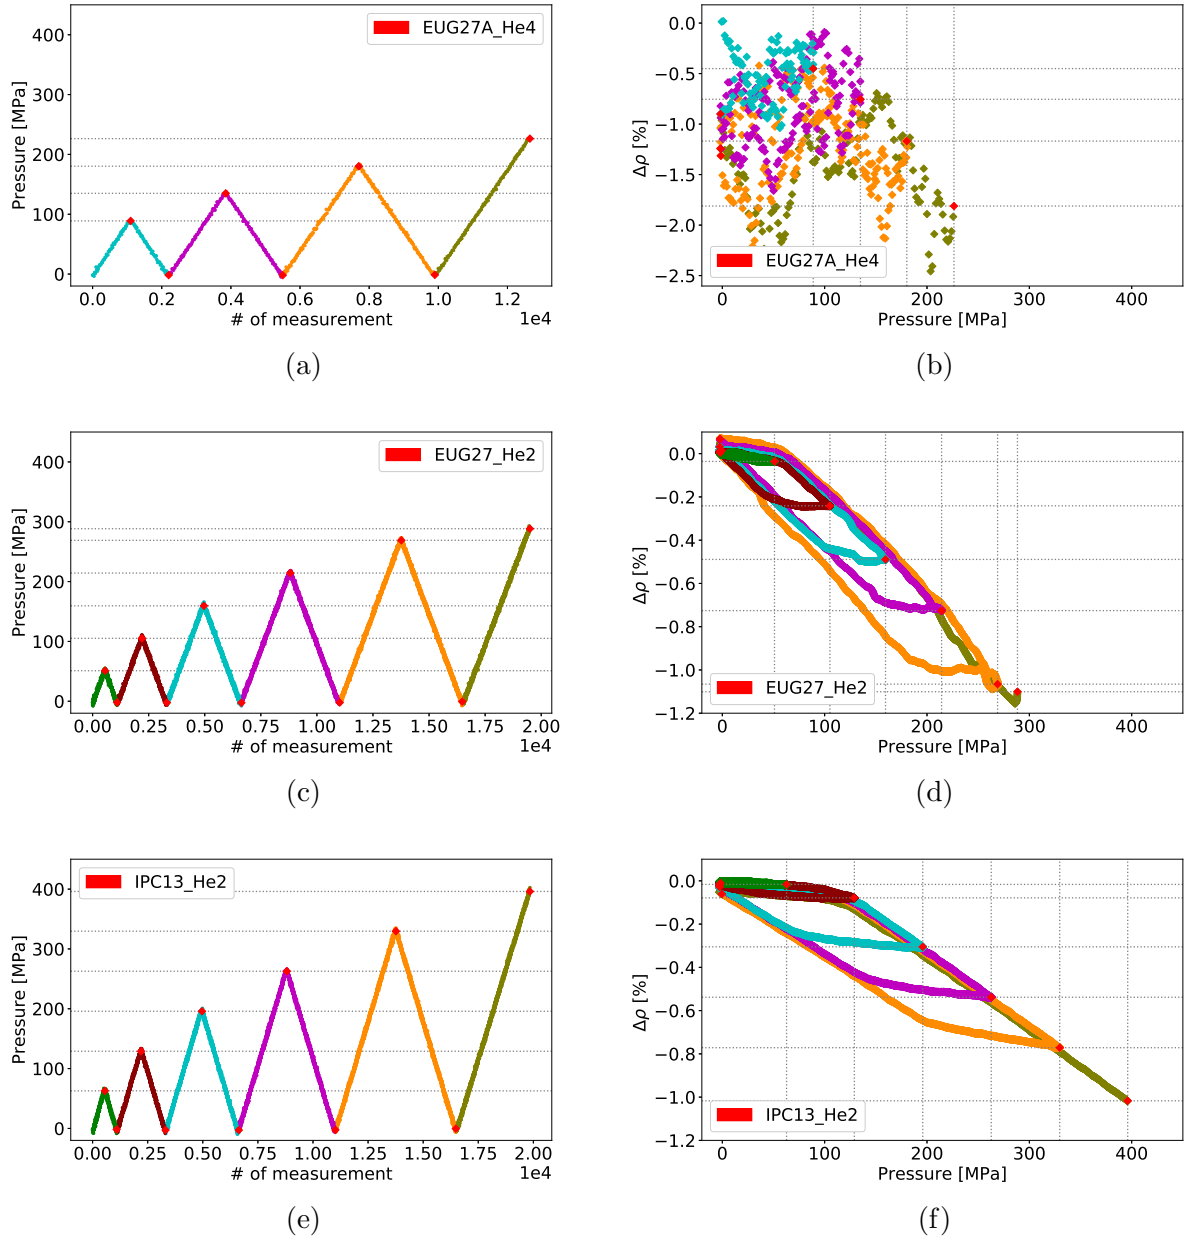 400
300
200
100
0
Pressure [MPa]
EUG27A_He4
0.0 0.2 0.4 0.6 0.8 1.0 1.2
1e4
# of measurement
(a)
0.0
−0.5
−1.0
−1.5
−2.0
−2.5
Δρ [%]
EUG27A_He4
0 100 200 300 400
Pressure [MPa]
(b)
400
300
200
100
0
Pressure [MPa]
EUG27_He2
0.00 0.25 0.50 0.75 1.00 1.25 1.50 1.75 2.00
1e4
# of measurement
(c)
0.0
−0.2
−0.4
−0.6
−0.8
−1.0
−1.2
Δρ [%]
EUG27_He2
0 100 200 300 400
Pressure [MPa]
(d)
400
300
200
100
0
Pressure [MPa]
IPC13_He2
0.00 0.25 0.50 0.75 1.00 1.25 1.50 1.75 2.00
1e4
# of measurement
(e)
0.0
−0.2
−0.4
−0.6
−0.8
−1.0
−1.2
Δρ [%]
IPC13_He2
0 100 200 300 400
Pressure [MPa]
(f)